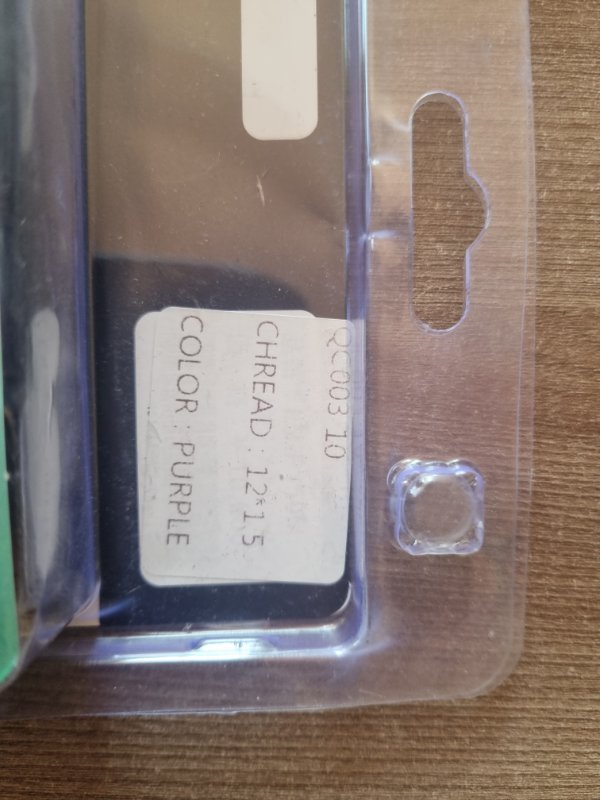 QC003 10
CHREAD : 12*1.5
COLOR : PURPLE